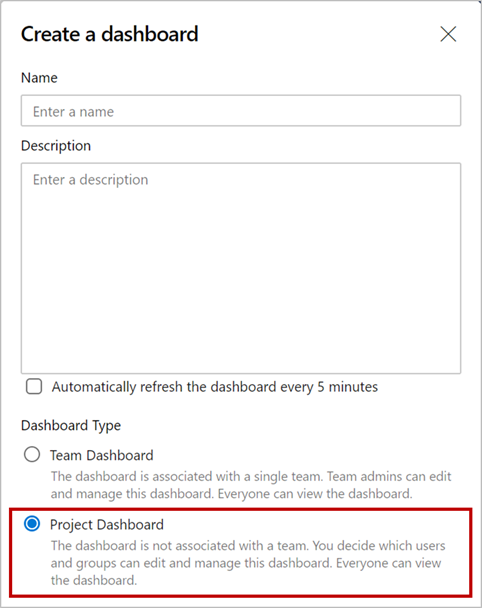 Create a dashboard
Name
Enter a name
Description
Enter a description
Automatically refresh the dashboard every 5 minutes
Dashboard Type
Team Dashboard
The dashboard is associated with a single team. Team admins can edit
and manage this dashboard. Everyone can view the dashboard.
Project Dashboard
The dashboard is not associated with a team. You decide which users
and groups can edit and manage this dashboard. Everyone can view
the dashboard.